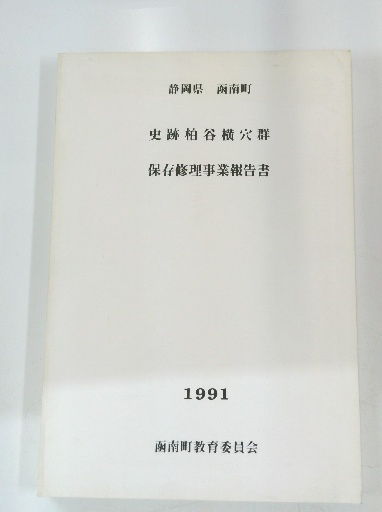 静岡県 函南町
史跡柏谷横穴群
保存修理事業報告書
1991
函南町教育委員会